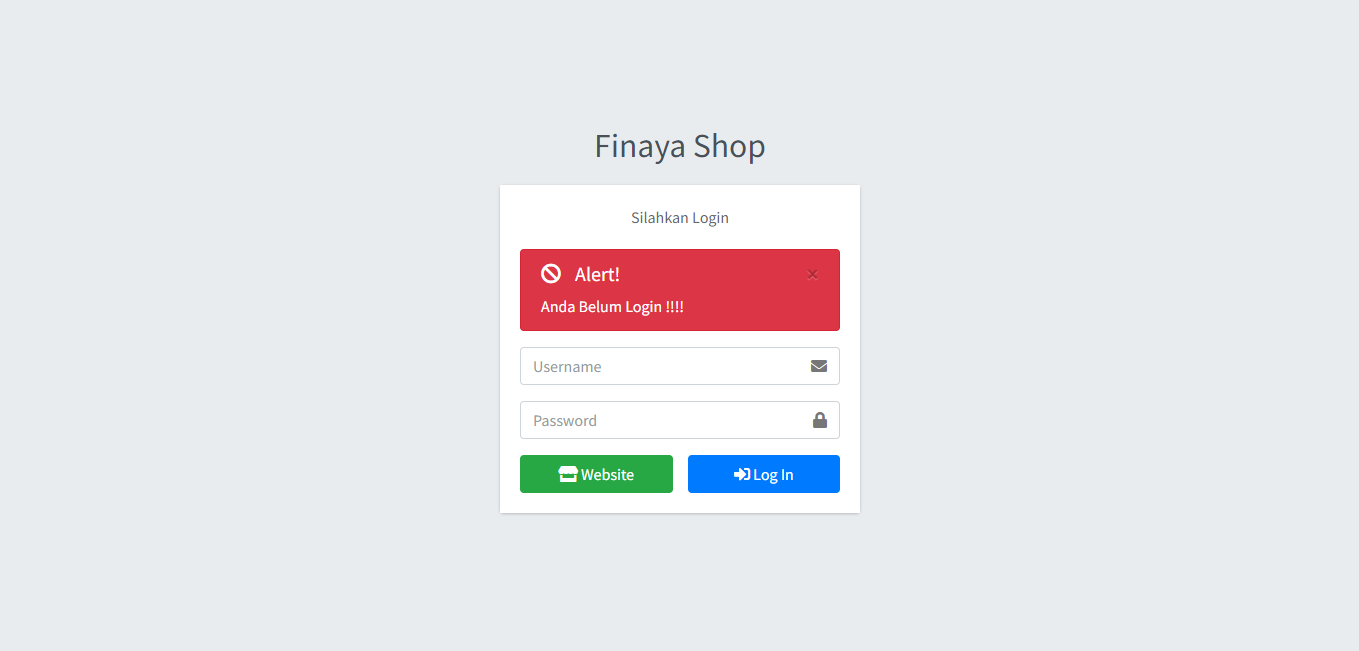 Finaya Shop
Silahkan Login
Alert!
×
Anda Belum Login !!!!
Username
Password
Website
Log In